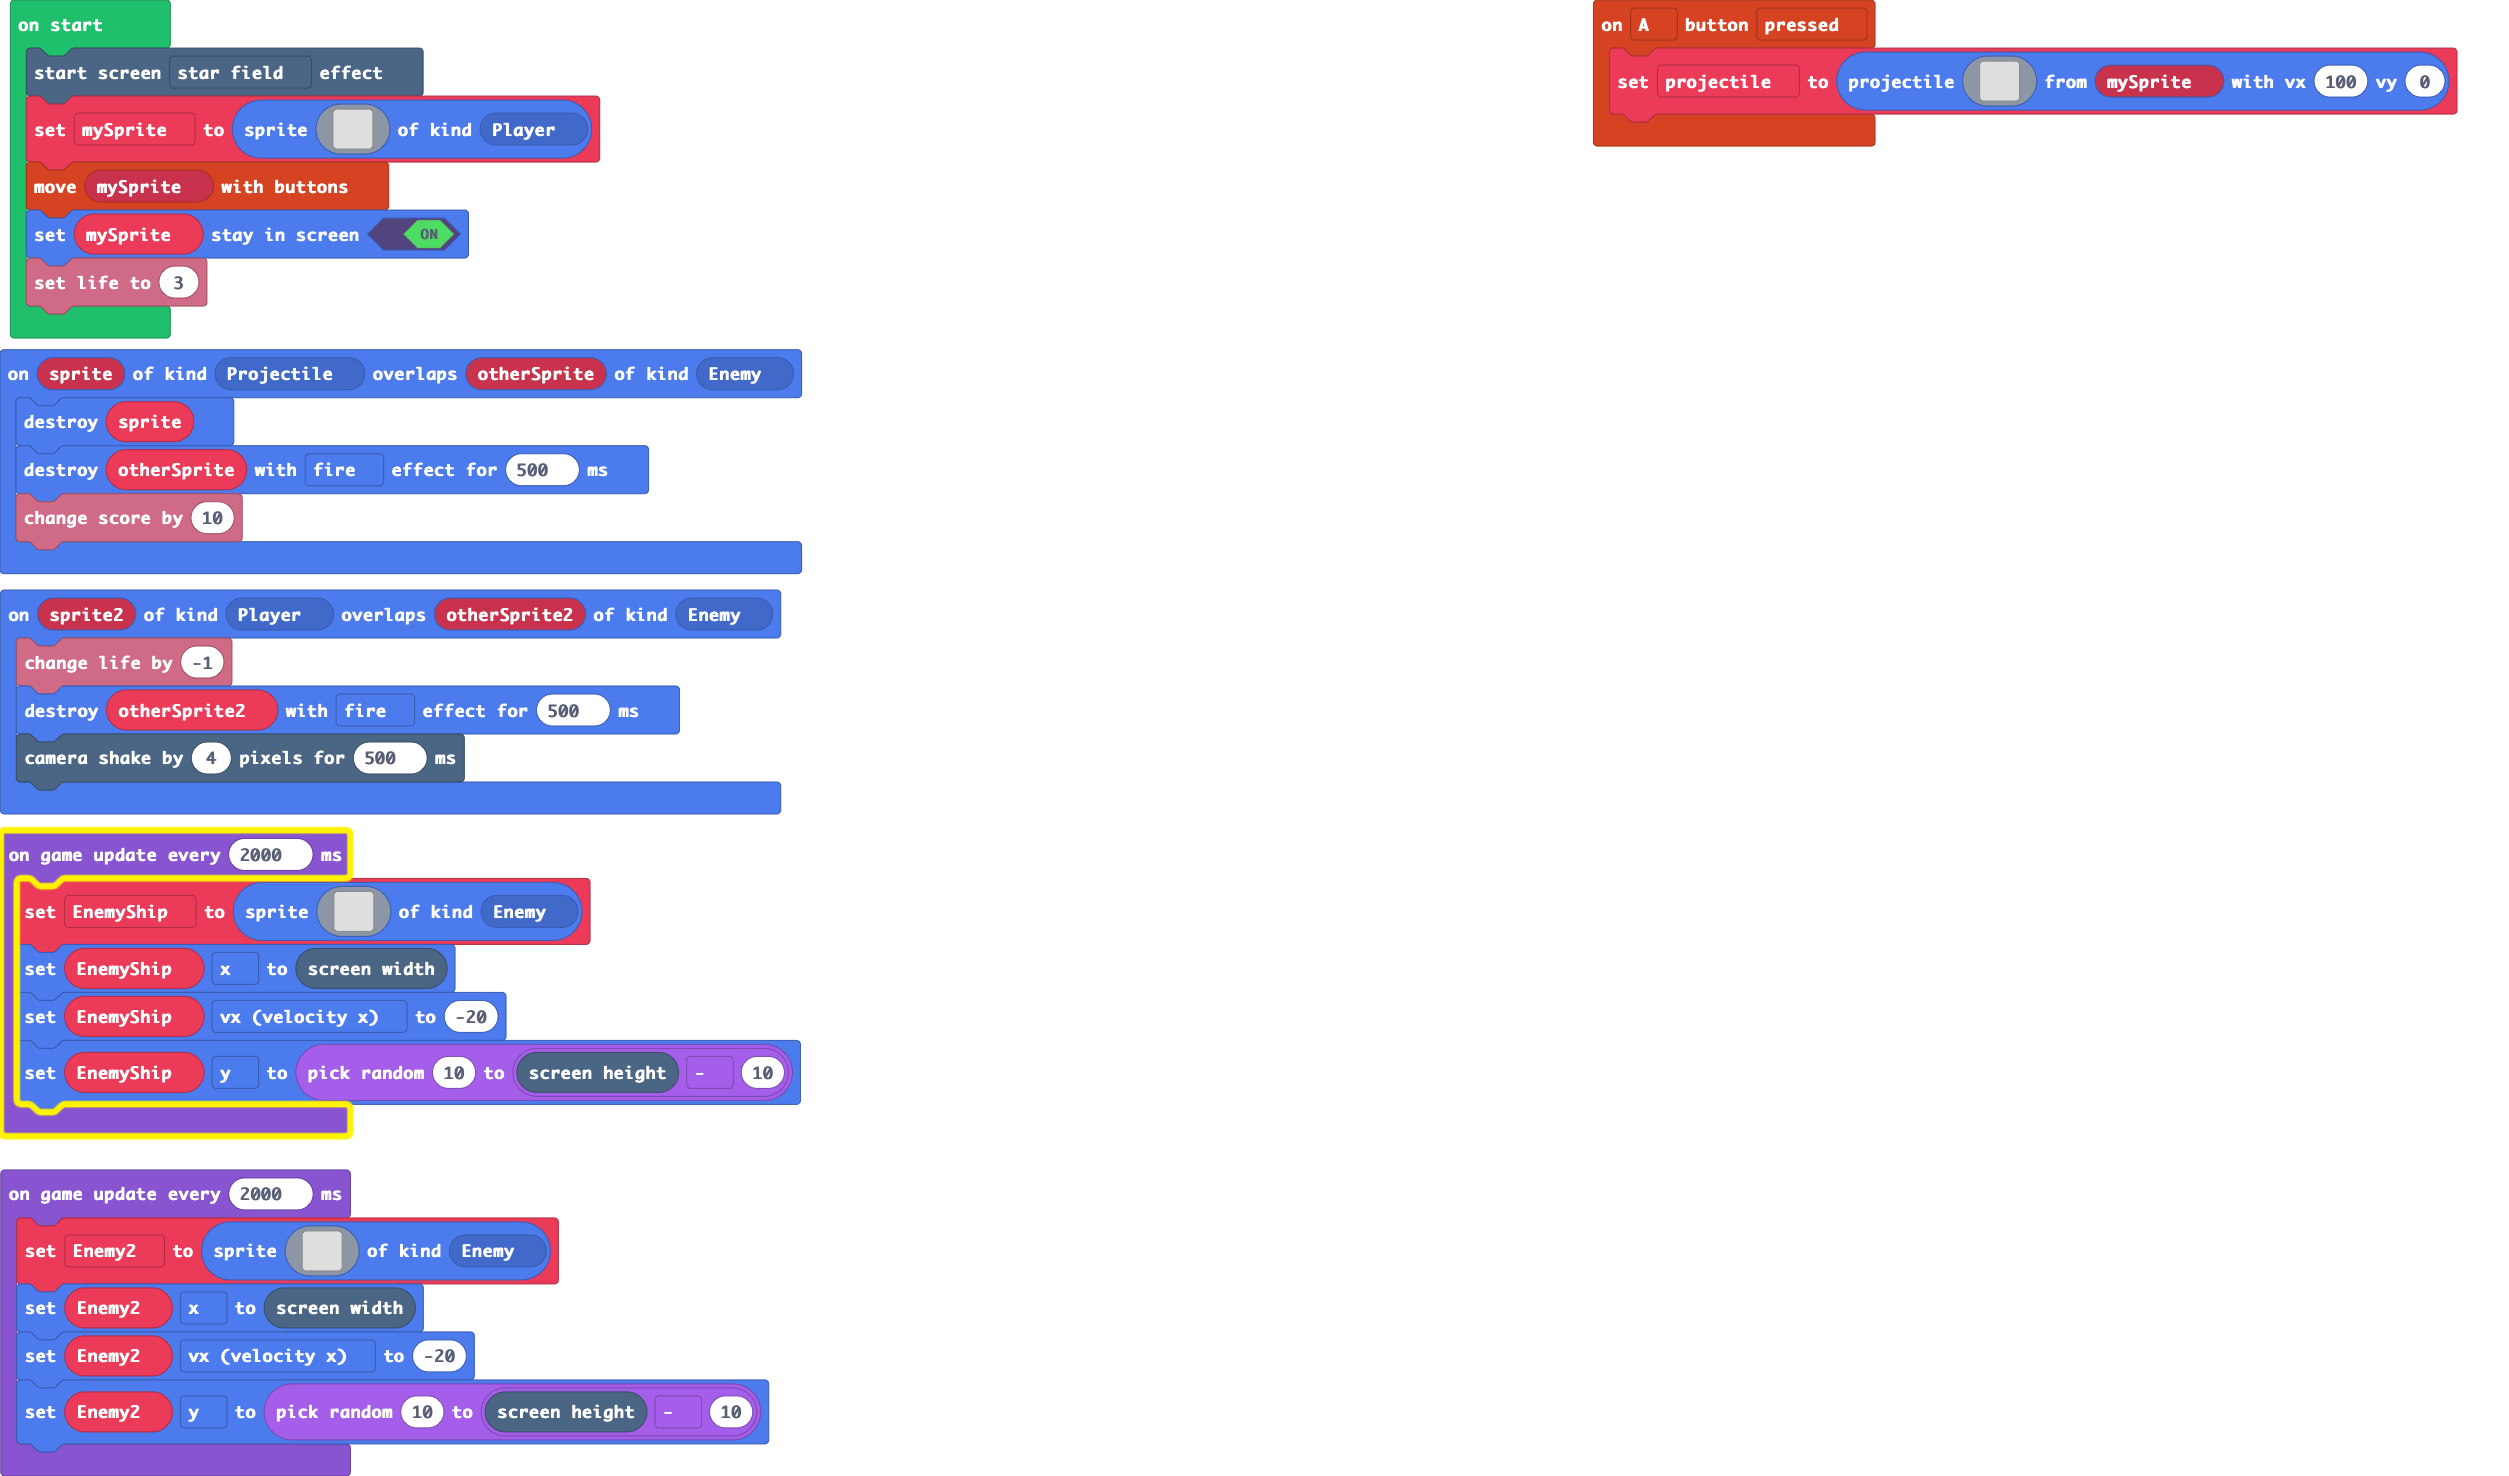 on start
start screen star field effect
set mySprite to sprite of kind Player
move mySprite with buttons
set mySprite stay in screen ON
set life to 3
on A button pressed
set projectile to projectile from mySprite with vx 100 vy 0
on sprite of kind Projectile overlaps otherSprite of kind Enemy
destroy sprite
destroy otherSprite with fire effect for 500 ms
change score by 10
on sprite2 of kind Player overlaps otherSprite2 of kind Enemy
change life by -1
destroy otherSprite2 with fire effect for 500 ms
camera shake by 4 pixels for 500 ms
on game update every 2000 ms
set EnemyShip to sprite of kind Enemy
set EnemyShip x to screen width
set EnemyShip vx (velocity x) to -20
set EnemyShip y to pick random 10 to screen height - 10
on game update every 2000 ms
set Enemy2 to sprite of kind Enemy
set Enemy2 x to screen width
set Enemy2 vx (velocity x) to -20
set Enemy2 y to pick random 10 to screen height - 10